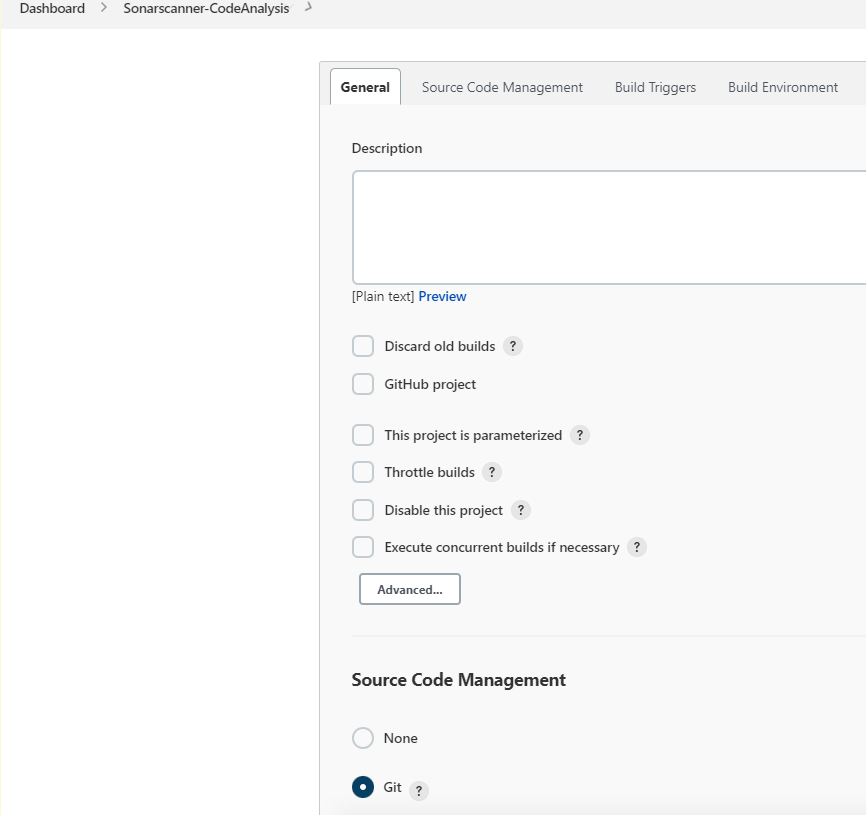 Dashboard Sonarscanner-CodeAnalysis
General Source Code Management Build Triggers Build Environment
Description
[Plain text] Preview
Discard old builds ?
GitHub project
This project is parameterized ?
Throttle builds ?
Disable this project ?
Execute concurrent builds if necessary ?
Advanced...
Source Code Management
None
Git ?